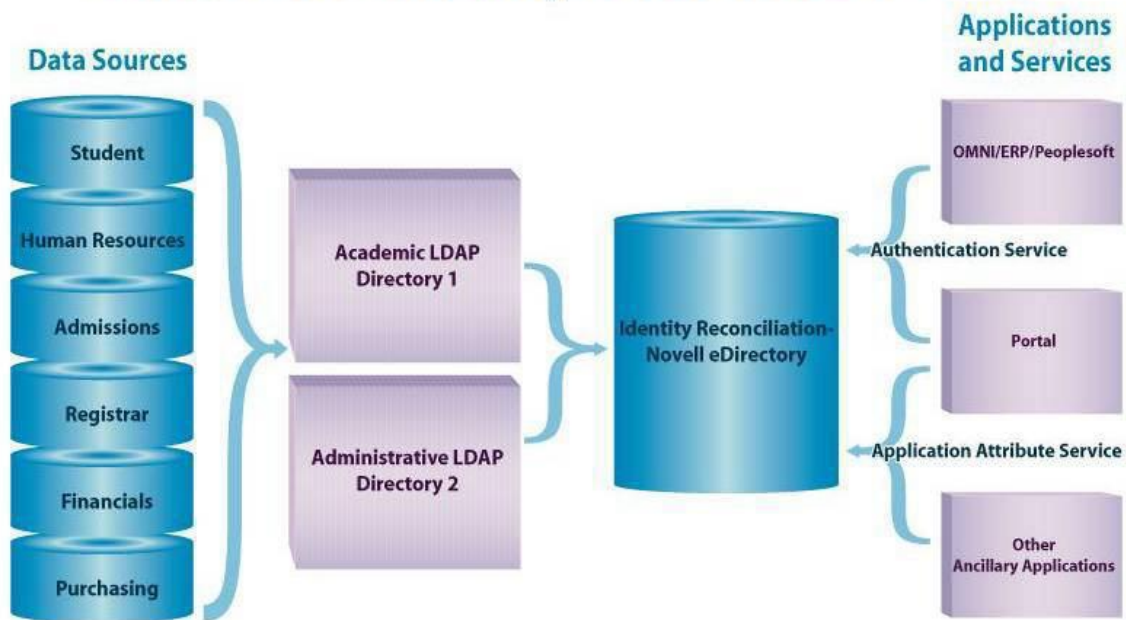 Data Sources
Student
Human Resources
Admissions
Registrar
Financials
Purchasing
Academic LDAP
Directory 1
Administrative LDAP
Directory 2
Identity Reconciliation-
Novell eDirectory
Applications
and Services
OMNI/ERP/Peoplesoft
Authentication Service
Portal
Application Attribute Service
Other
Ancillary Applications